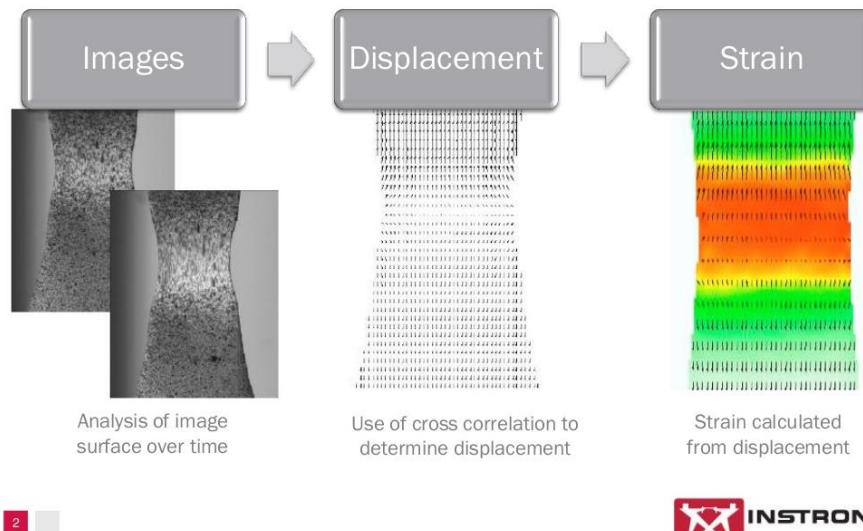 Images
Displacement
Strain
Analysis of image
surface over time
Use of cross correlation to
determine displacement
Strain calculated
from displacement
2
INSTRON